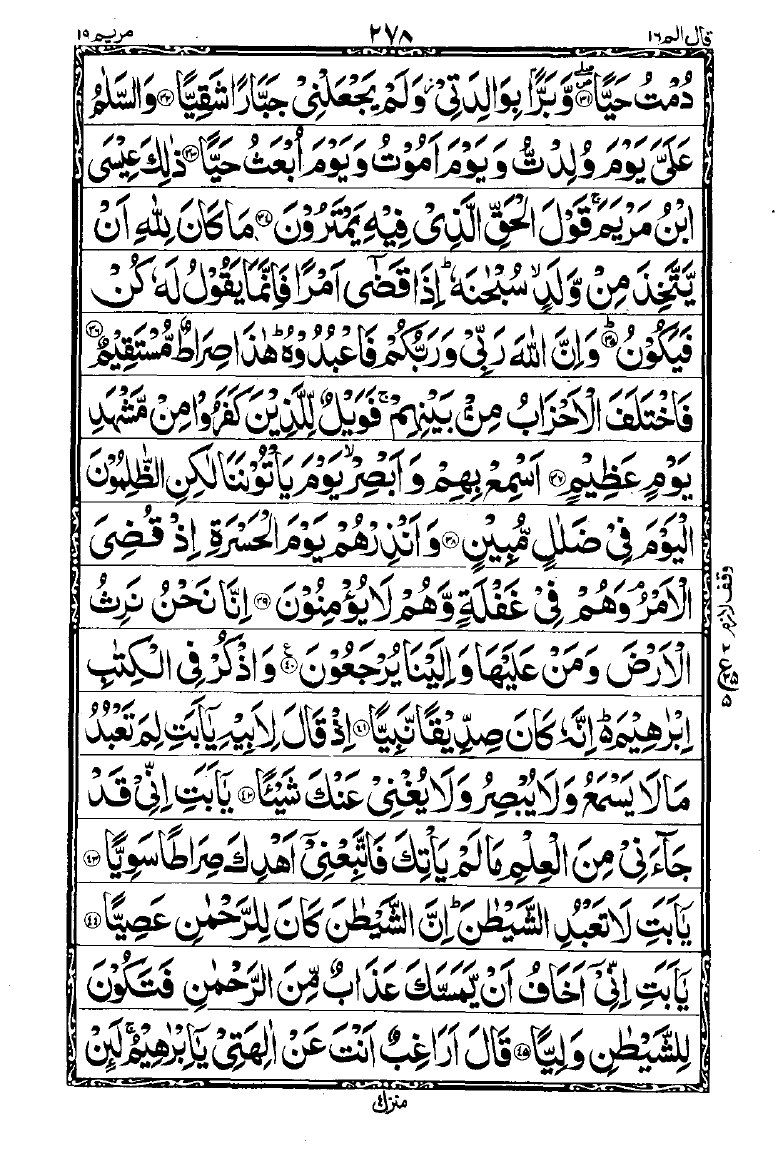 قال الم ١٦ ٢٧٨ مريم ١٩
دُمْتُ حَيًّا ۝٣١ وَّبَرًّۢا بِوَالِدَتِیْ ؗ وَلَمْ یَجْعَلْنِیْ جَبَّارًا شَقِیًّا ۝٣٢ وَالسَّلٰمُ
عَلَیَّ یَوْمَ وُلِدْتُّ وَیَوْمَ اَمُوْتُ وَیَوْمَ اُبْعَثُ حَیًّا ۝٣٣ ذٰلِكَ عِیْسَی
ابْنُ مَرْیَمَ ۚ قَوْلَ الْحَقِّ الَّذِیْ فِیْهِ یَمْتَرُوْنَ ۝٣٤ مَا كَانَ لِلّٰهِ اَنْ
یَّتَّخِذَ مِنْ وَّلَدٍ ۙ سُبْحٰنَهٗ ؕ اِذَا قَضٰۤی اَمْرًا فَاِنَّمَا یَقُوْلُ لَهٗ كُنْ
فَیَكُوْنُ ؕ۝٣٥ وَاِنَّ اللّٰهَ رَبِّیْ وَرَبُّكُمْ فَاعْبُدُوْهُ ؕ هٰذَا صِرَاطٌ مُّسْتَقِیْمٌ ۝٣٦
فَاخْتَلَفَ الْاَحْزَابُ مِنْۢ بَیْنِهِمْ ۚ فَوَیْلٌ لِّلَّذِیْنَ كَفَرُوْا مِنْ مَّشْهَدِ
یَوْمٍ عَظِیْمٍ ۝٣٧ اَسْمِعْ بِهِمْ وَاَبْصِرْ ۙ یَوْمَ یَاْتُوْنَنَا لٰكِنِ الظّٰلِمُوْنَ
الْیَوْمَ فِیْ ضَلٰلٍ مُّبِیْنٍ ۝٣٨ وَاَنْذِرْهُمْ یَوْمَ الْحَسْرَةِ اِذْ قُضِیَ
الْاَمْرُ ۘ وَهُمْ فِیْ غَفْلَةٍ وَّهُمْ لَا یُؤْمِنُوْنَ ۝٣٩ اِنَّا نَحْنُ نَرِثُ
وقف لازم
الْاَرْضَ وَمَنْ عَلَیْهَا وَاِلَیْنَا یُرْجَعُوْنَ ۝٤٠ وَاذْكُرْ فِی الْكِتٰبِ
اِبْرٰهِیْمَ ؕ اِنَّهٗ كَانَ صِدِّیْقًا نَّبِیًّا ۝٤١ اِذْ قَالَ لِاَبِیْهِ یٰۤاَبَتِ لِمَ تَعْبُدُ
مَا لَا یَسْمَعُ وَلَا یُبْصِرُ وَلَا یُغْنِیْ عَنْكَ شَیْـًٔا ۝٤٢ یٰۤاَبَتِ اِنِّیْ قَدْ
جَآءَنِیْ مِنَ الْعِلْمِ مَا لَمْ یَاْتِكَ فَاتَّبِعْنِیْۤ اَهْدِكَ صِرَاطًا سَوِیًّا ۝٤٣
یٰۤاَبَتِ لَا تَعْبُدِ الشَّیْطٰنَ ؕ اِنَّ الشَّیْطٰنَ كَانَ لِلرَّحْمٰنِ عَصِیًّا ۝٤٤
یٰۤاَبَتِ اِنِّیْۤ اَخَافُ اَنْ یَّمَسَّكَ عَذَابٌ مِّنَ الرَّحْمٰنِ فَتَكُوْنَ
لِلشَّیْطٰنِ وَلِیًّا ۝٤٥ قَالَ اَرَاغِبٌ اَنْتَ عَنْ اٰلِهَتِیْ یٰۤاِبْرٰهِیْمُ ۚ لَئِنْ
منزل ٤